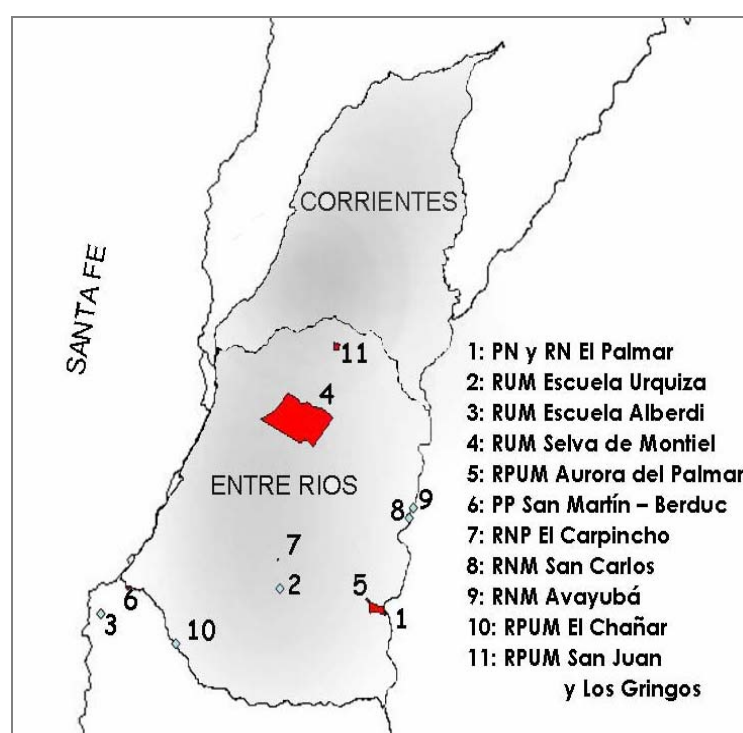 CORRIENTES
SANTA FE
11
4
ENTRE RIOS
9
8
7
2
5
1
6
3
10
1: PN y RN El Palmar
2: RUM Escuela Urquiza
3: RUM Escuela Alberdi
4: RUM Selva de Montiel
5: RPUM Aurora del Palmar
6: PP San Martín – Berduc
7: RNP El Carpincho
8: RNM San Carlos
9: RNM Avayubá
10: RPUM El Chañar
11: RPUM San Juan
y Los Gringos